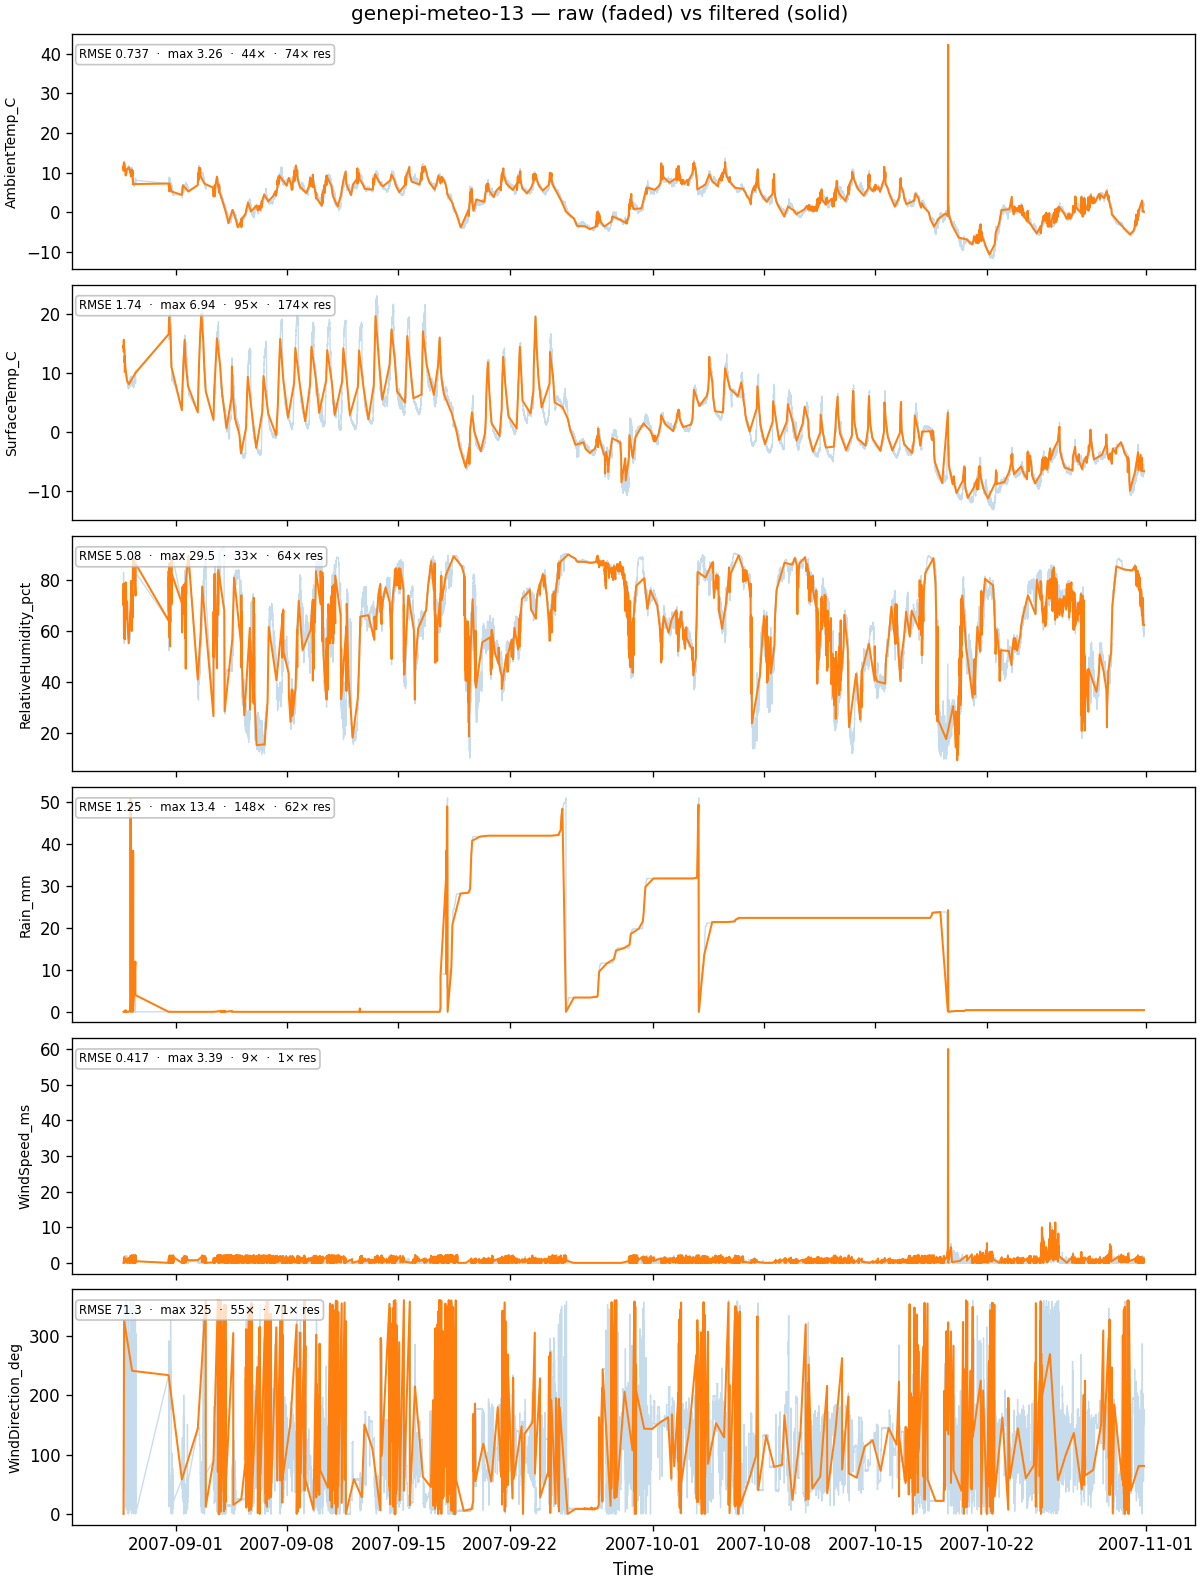 genepi-meteo-13 — raw (faded) vs filtered (solid)
AmbientTemp_C
40
30
20
10
0
−10
RMSE 0.737 · max 3.26 · 44× · 74× res
SurfaceTemp_C
20
10
0
−10
RMSE 1.74 · max 6.94 · 95× · 174× res
RelativeHumidity_pct
80
60
40
20
RMSE 5.08 · max 29.5 · 33× · 64× res
Rain_mm
50
40
30
20
10
0
RMSE 1.25 · max 13.4 · 148× · 62× res
WindSpeed_ms
60
50
40
30
20
10
0
RMSE 0.417 · max 3.39 · 9× · 1× res
WindDirection_deg
300
200
100
0
RMSE 71.3 · max 325 · 55× · 71× res
2007-09-01 2007-09-08 2007-09-15 2007-09-22 2007-10-01 2007-10-08 2007-10-15 2007-10-22 2007-11-01
Time